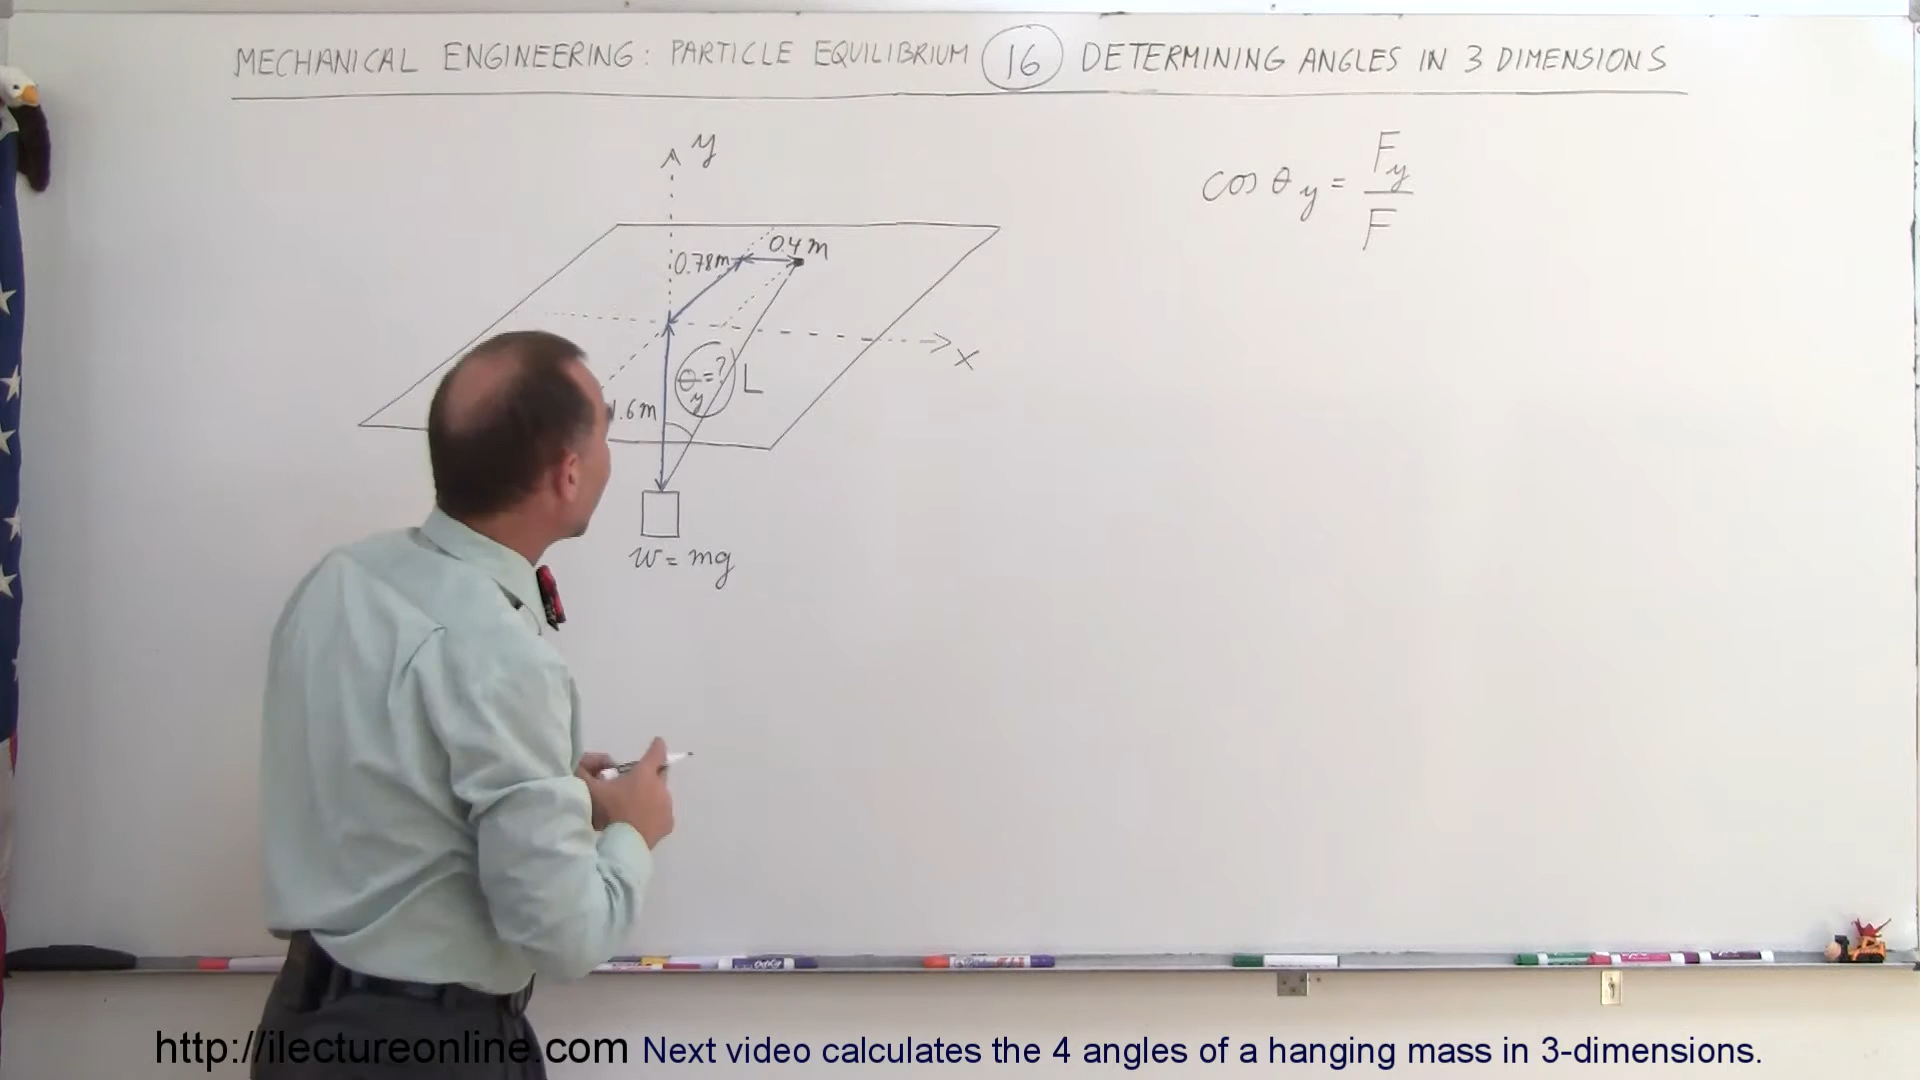 MECHANICAL ENGINEERING: PARTICLE EQUILIBRIUM 16 DETERMINING ANGLES IN 3 DIMENSIONS
y
cos θy = Fy / F
0.4 m
0.78m
x
θy = ?
L
1.6m
W = mg
http://ilectureonline.com Next video calculates the 4 angles of a hanging mass in 3-dimensions.